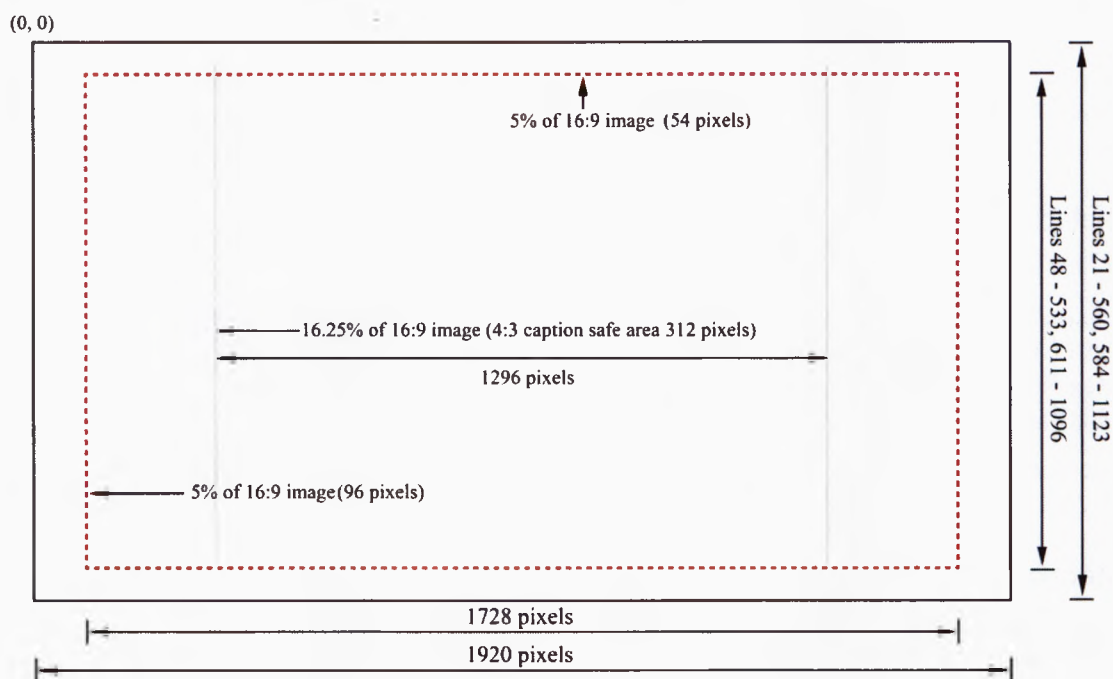 (0, 0)
5% of 16:9 image (54 pixels)
Lines 21 - 560, 584 - 1123
Lines 48 - 533, 611 - 1096
16.25% of 16:9 image (4:3 caption safe area 312 pixels)
1296 pixels
5% of 16:9 image(96 pixels)
1728 pixels
1920 pixels